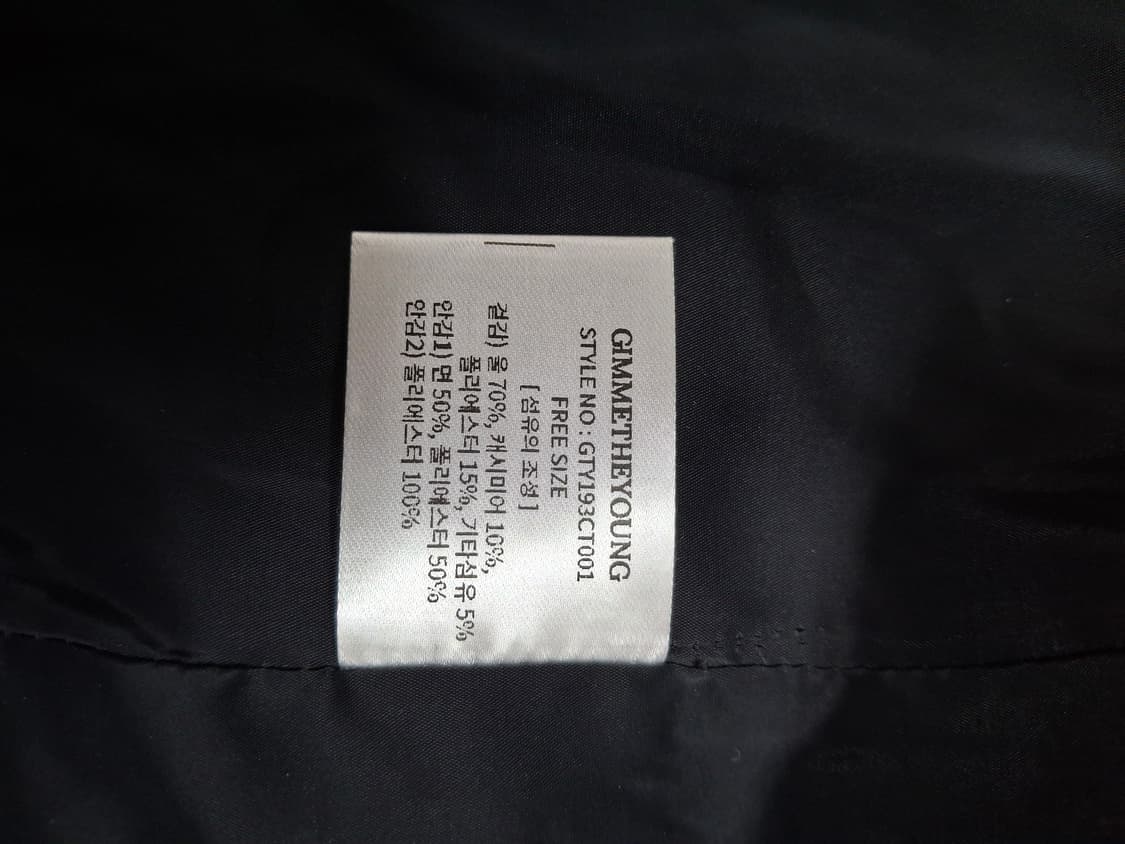 GIMMETHEYOUNG
STYLE NO : GTY193CT001
FREE SIZE
[ 섬유의 조성 ]
겉감) 울 70%, 캐시미어 10%,
폴리에스터 15%, 기타섬유 5%
안감1) 면 50%, 폴리에스터 50%
안감2) 폴리에스터 100%